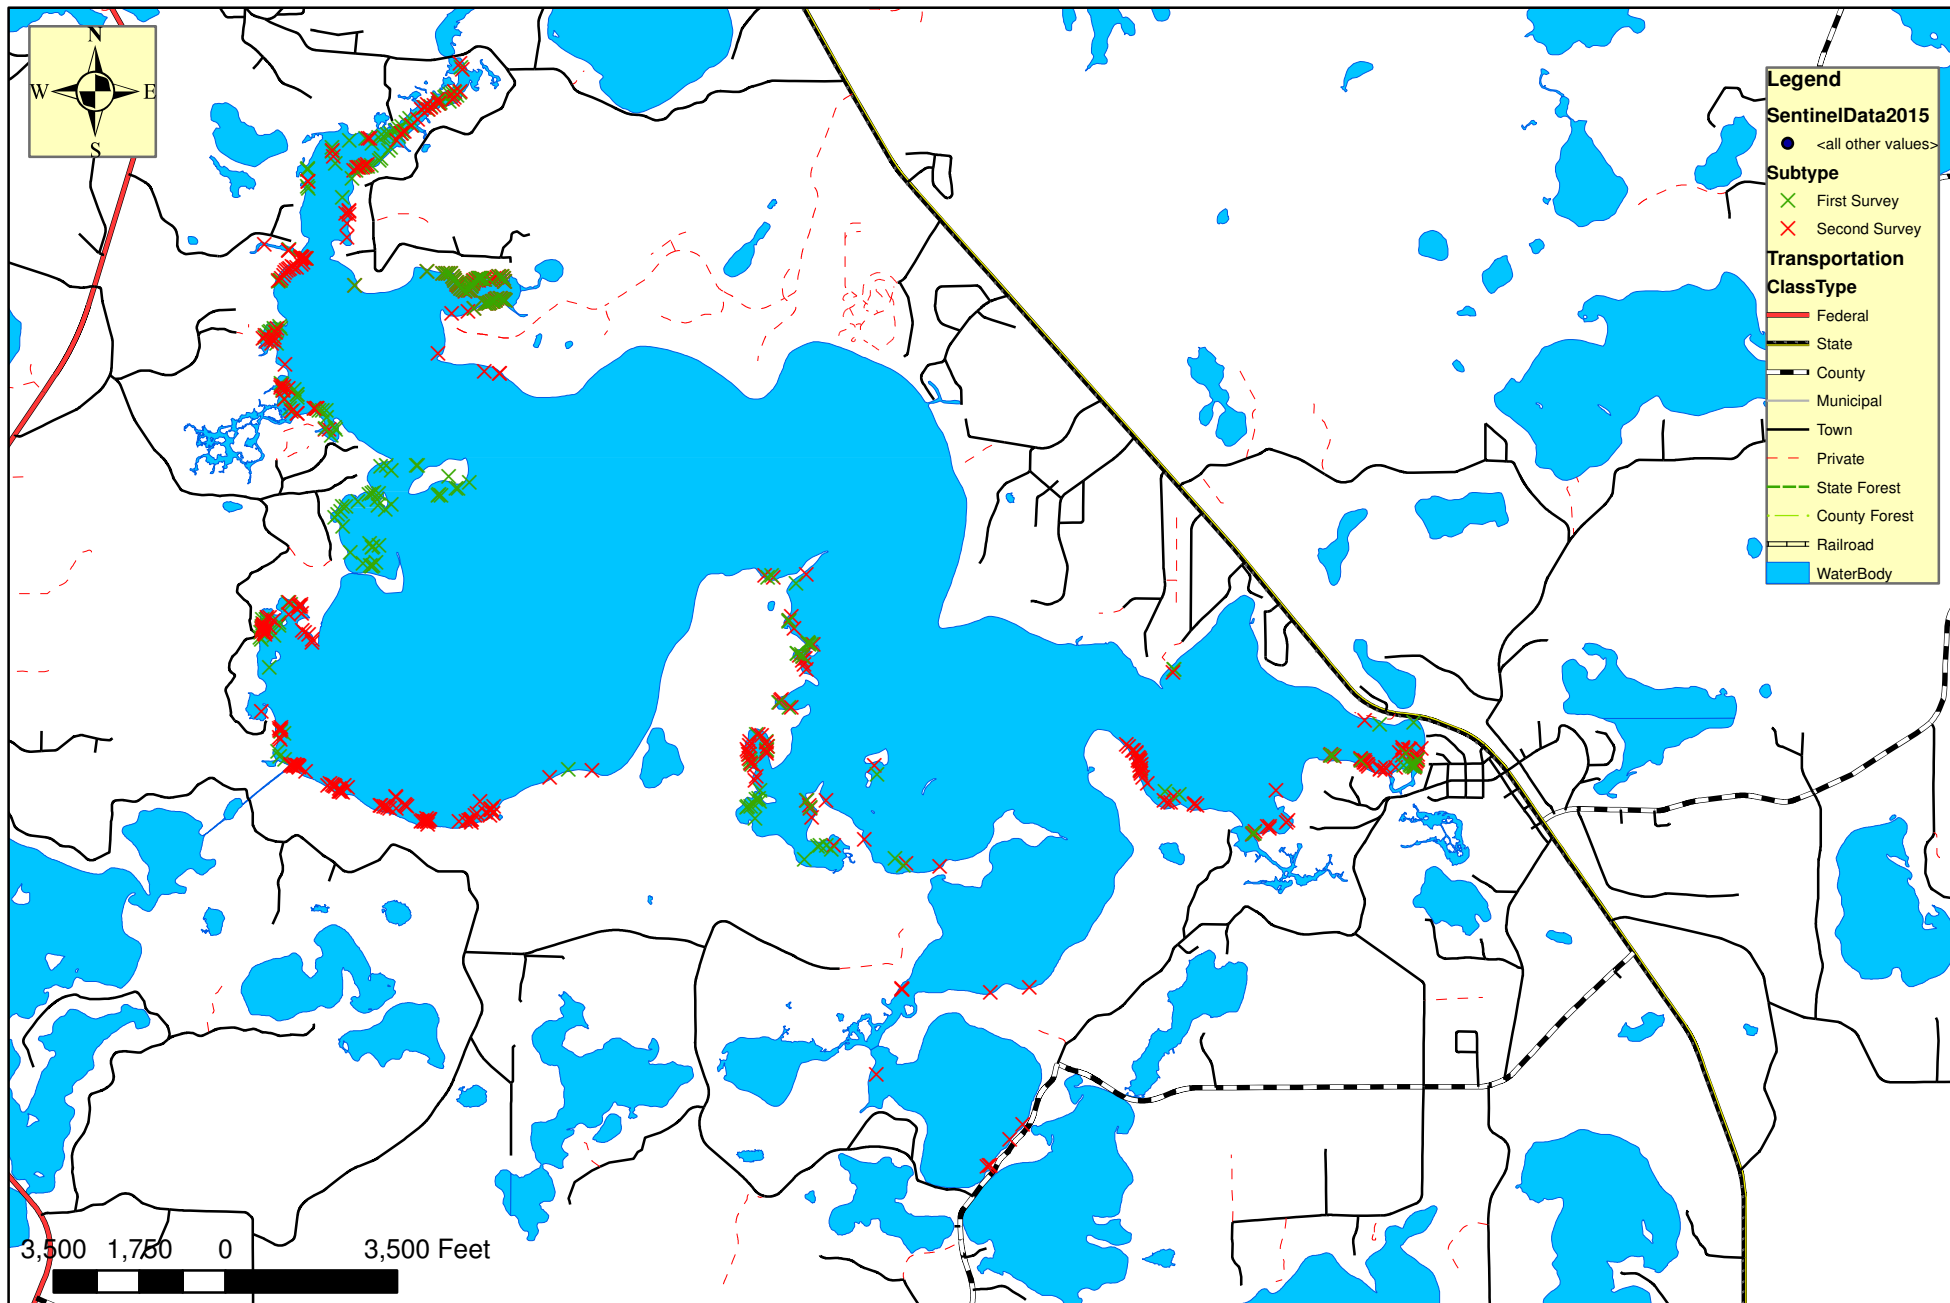 N
W E
S
Legend
SentinelData2015
<all other values>
Subtype
First Survey
Second Survey
Transportation
ClassType
Federal
State
County
Municipal
Town
Private
State Forest
County Forest
Railroad
WaterBody
3,500 1,750 0 3,500 Feet